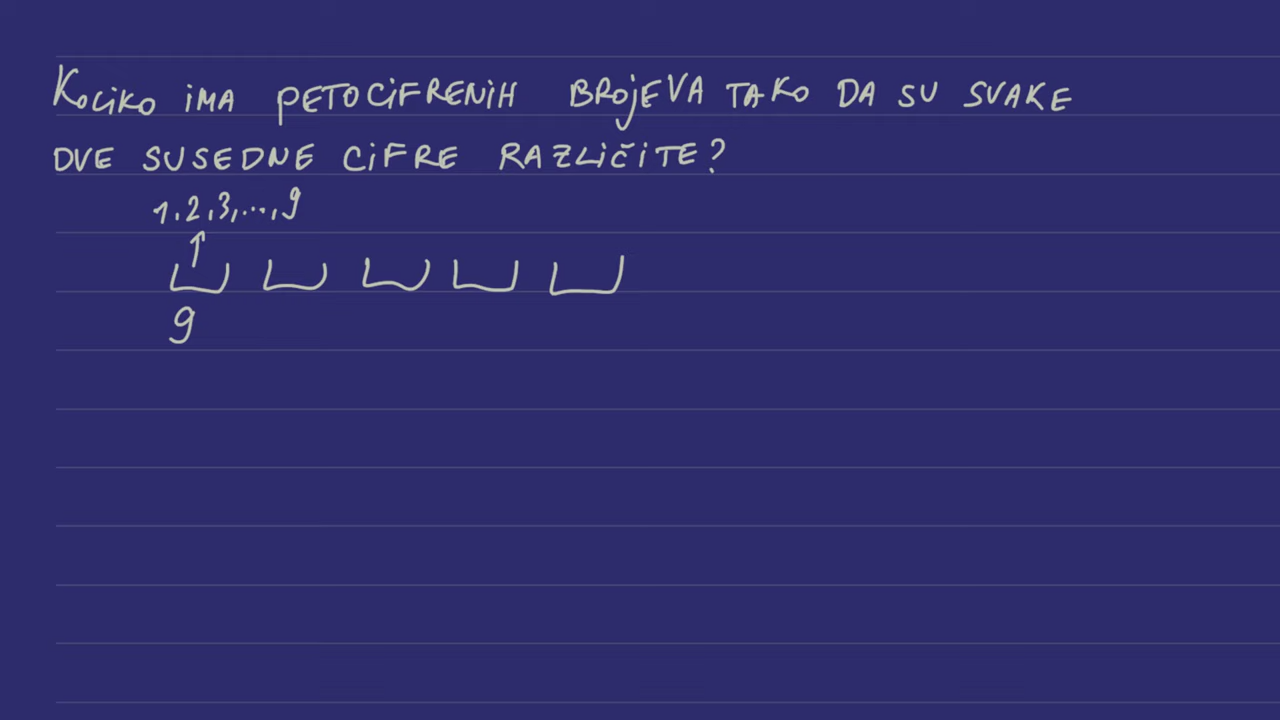 Koliko iMA PETOCiFRENiH BROjEVA TAKO DA SU SVAKE
DVE SUSEDNE CiFRE RAZLiČiTE?
1,2,3,...,9
↑
9